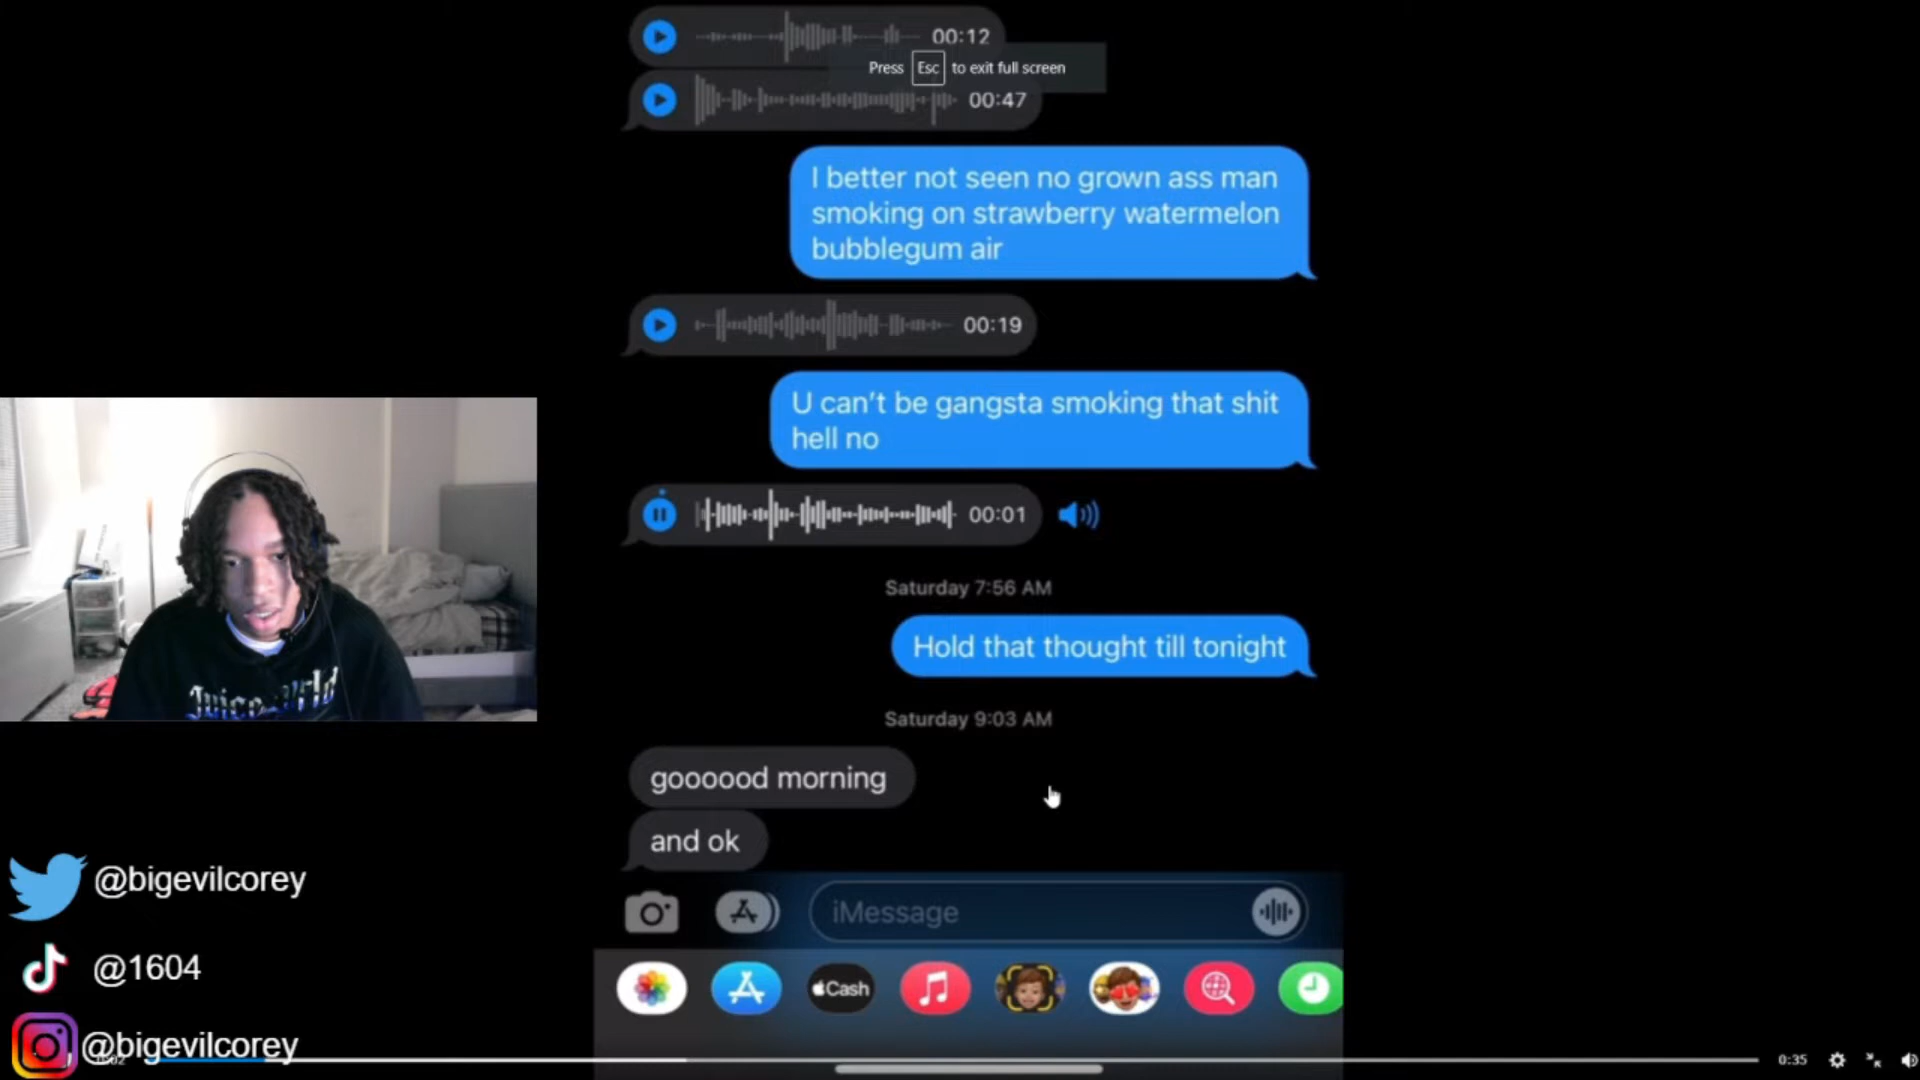 00:12
Press Esc to exit full screen
00:47
I better not seen no grown ass man
smoking on strawberry watermelon
bubblegum air
00:19
U can't be gangsta smoking that shit
hell no
00:01
Saturday 7:56 AM
Hold that thought till tonight
Saturday 9:03 AM
goooood morning
and ok
iMessage
Cash
Juice World
@bigevilcorey
@1604
@bigevilcorey
0:35